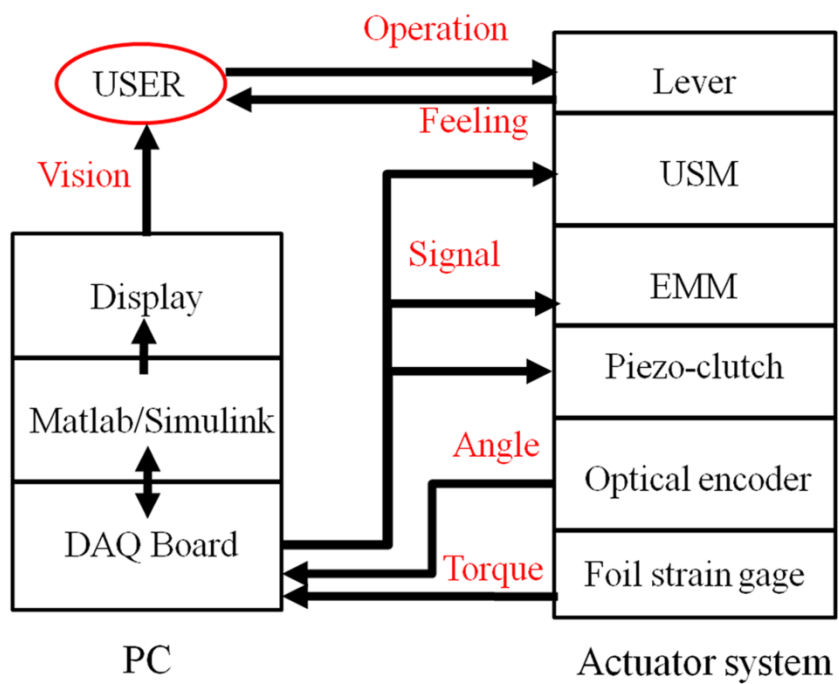 Operation
USER
Lever
Feeling
Vision
USM
Signal
Display
EMM
Piezo-clutch
Matlab/Simulink
Angle
Optical encoder
DAQ Board
Torque
Foil strain gage
PC
Actuator system